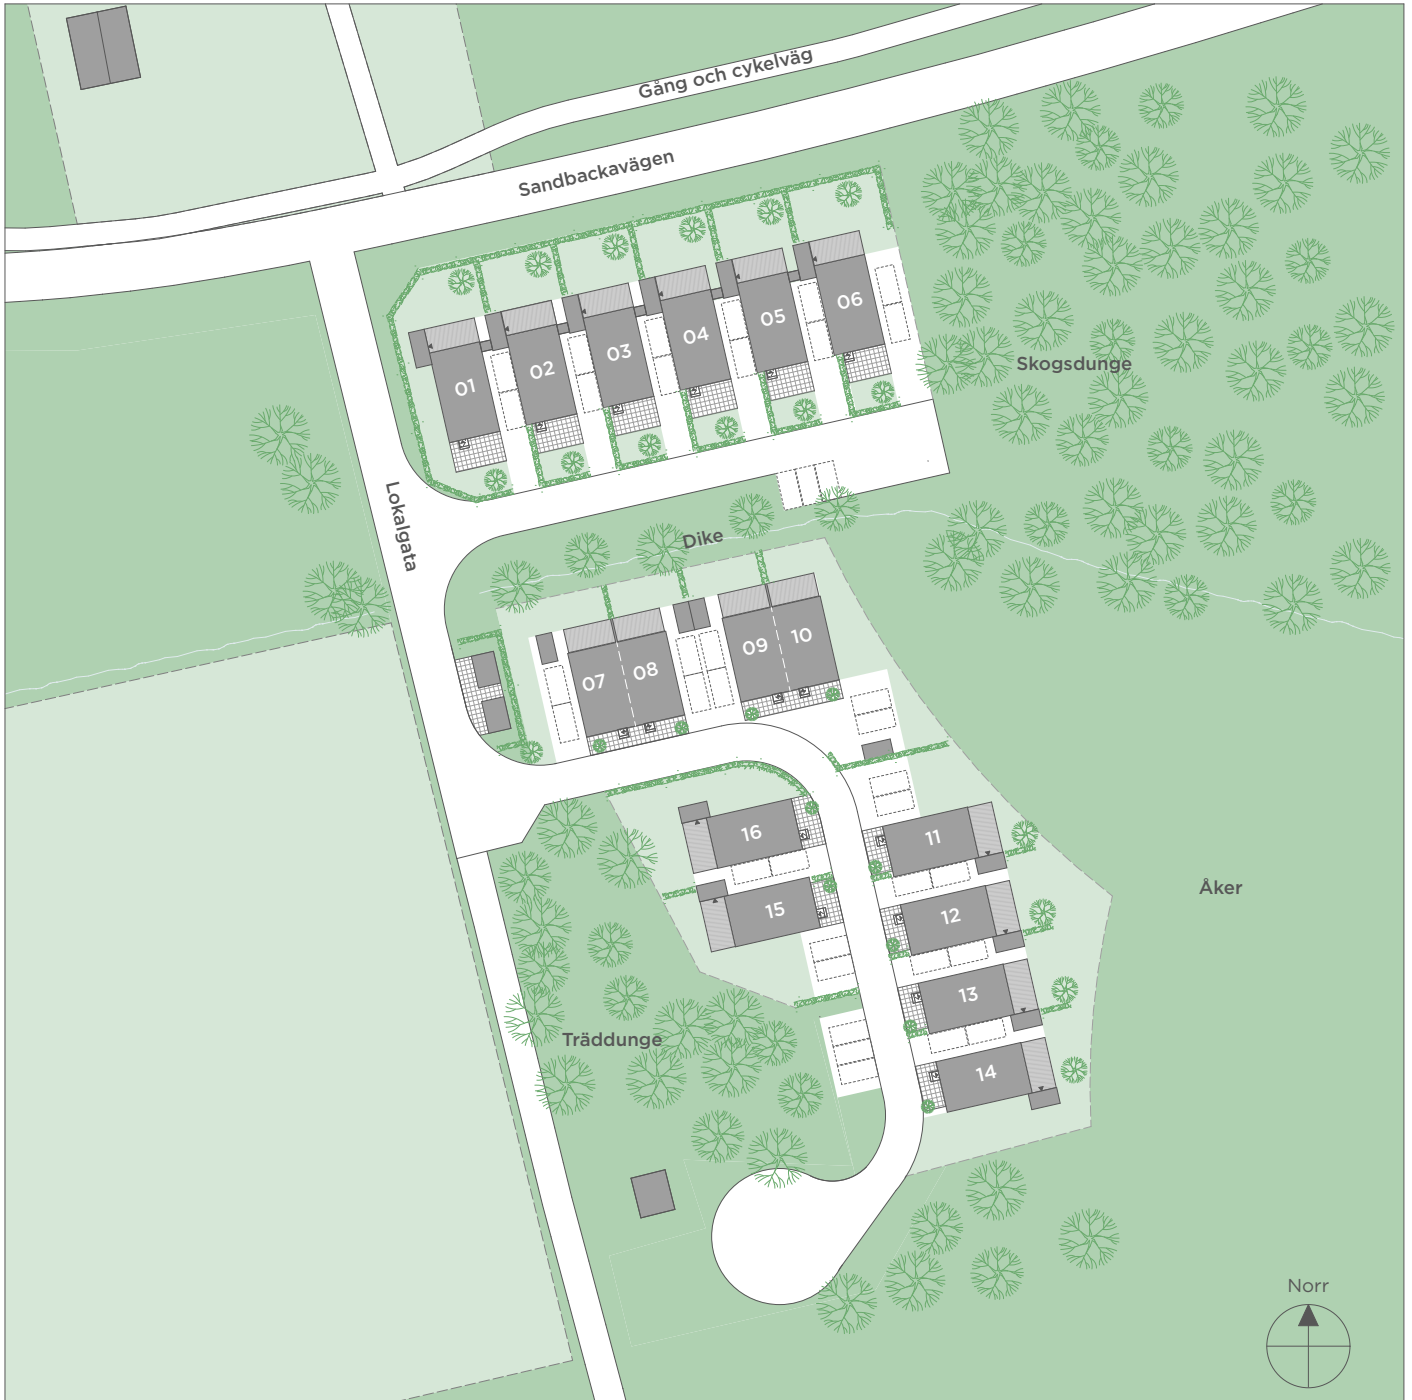 Gång och cykelväg
Sandbackavägen
06
05
04
03
02
01
Skogsdunge
Lokalgata
Dike
10
09
08
07
16
11
15
12
Åker
13
Träddunge
14
Norr